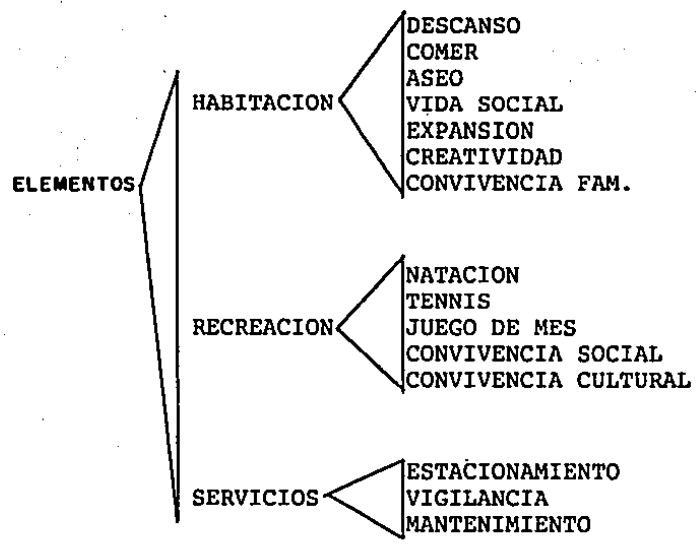 ELEMENTOS
HABITACION
DESCANSO
COMER
ASEO
VIDA SOCIAL
EXPANSION
CREATIVIDAD
CONVIVENCIA FAM.
RECREACION
NATACION
TENNIS
JUEGO DE MES
CONVIVENCIA SOCIAL
CONVIVENCIA CULTURAL
SERVICIOS
ESTACIONAMIENTO
VIGILANCIA
MANTENIMIENTO